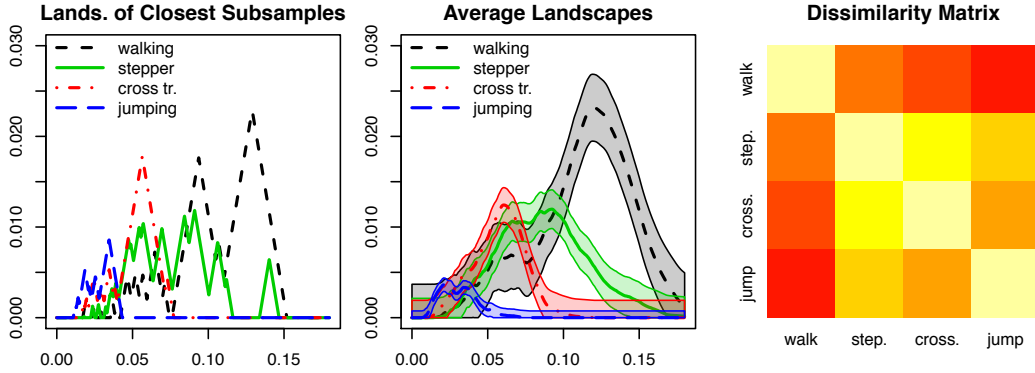 Lands. of Closest Subsamples
0.030
0.020
0.010
0.000
walking
stepper
cross tr.
jumping
0.00 0.05 0.10 0.15
Average Landscapes
0.030
0.020
0.010
0.000
walking
stepper
cross tr.
jumping
0.00 0.05 0.10 0.15
Dissimilarity Matrix
walk
step.
cross.
jump
walk step. cross. jump